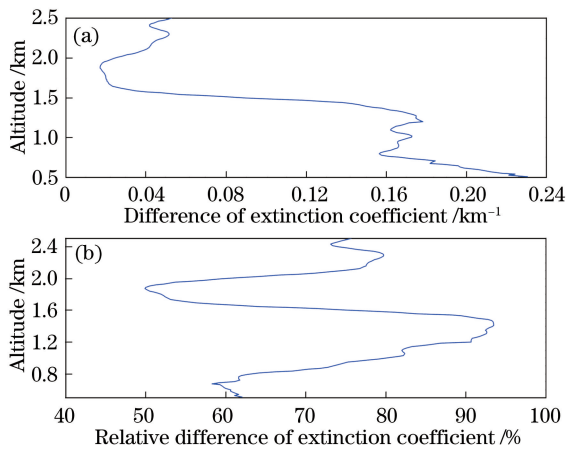 (a)
Altitude /km
2.5
2.0
1.5
1.0
0.5
0 0.04 0.08 0.12 0.16 0.20 0.24
Difference of extinction coefficient /km⁻¹
(b)
Altitude /km
2.4
2.0
1.6
1.2
0.8
40 50 60 70 80 90 100
Relative difference of extinction coefficient /%